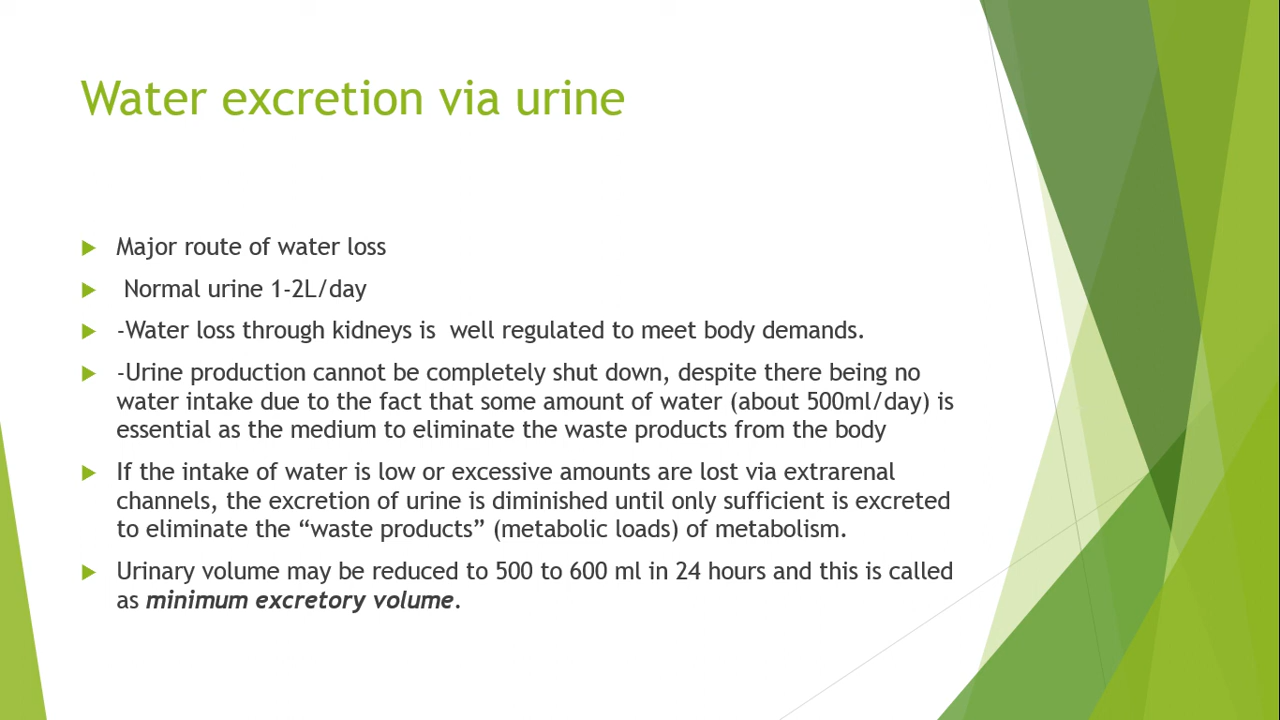 Water excretion via urine
Major route of water loss
Normal urine 1-2L/day
-Water loss through kidneys is well regulated to meet body demands.
-Urine production cannot be completely shut down, despite there being no
water intake due to the fact that some amount of water (about 500ml/day) is
essential as the medium to eliminate the waste products from the body
If the intake of water is low or excessive amounts are lost via extrarenal
channels, the excretion of urine is diminished until only sufficient is excreted
to eliminate the “waste products” (metabolic loads) of metabolism.
Urinary volume may be reduced to 500 to 600 ml in 24 hours and this is called
as minimum excretory volume.